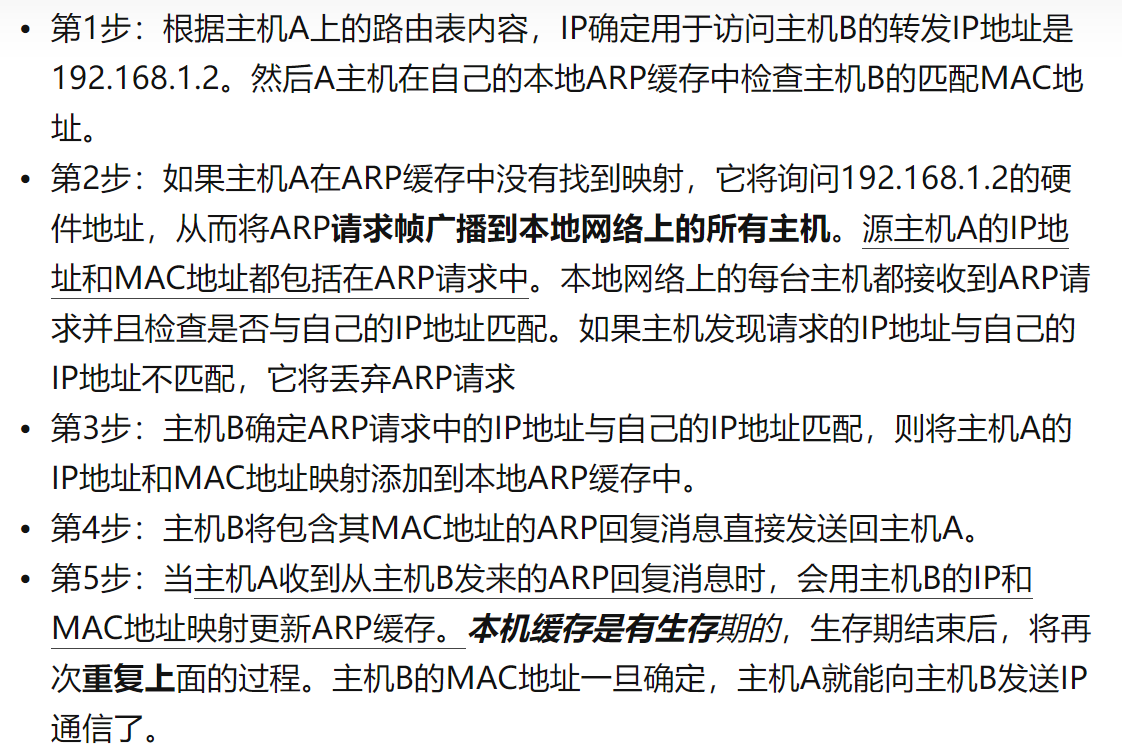 • 第1步：根据主机A上的路由表内容，IP确定用于访问主机B的转发IP地址是
192.168.1.2。然后A主机在自己的本地ARP缓存中检查主机B的匹配MAC地
址。
• 第2步：如果主机A在ARP缓存中没有找到映射，它将询问192.168.1.2的硬
件地址，从而将ARP请求帧广播到本地网络上的所有主机。源主机A的IP地
址和MAC地址都包括在ARP请求中。本地网络上的每台主机都接收到ARP请
求并且检查是否与自己的IP地址匹配。如果主机发现请求的IP地址与自己的
IP地址不匹配，它将丢弃ARP请求
• 第3步：主机B确定ARP请求中的IP地址与自己的IP地址匹配，则将主机A的
IP地址和MAC地址映射添加到本地ARP缓存中。
• 第4步：主机B将包含其MAC地址的ARP回复消息直接发送回主机A。
• 第5步：当主机A收到从主机B发来的ARP回复消息时，会用主机B的IP和
MAC地址映射更新ARP缓存。本机缓存是有生存期的，生存期结束后，将再
次重复上面的过程。主机B的MAC地址一旦确定，主机A就能向主机B发送IP
通信了。